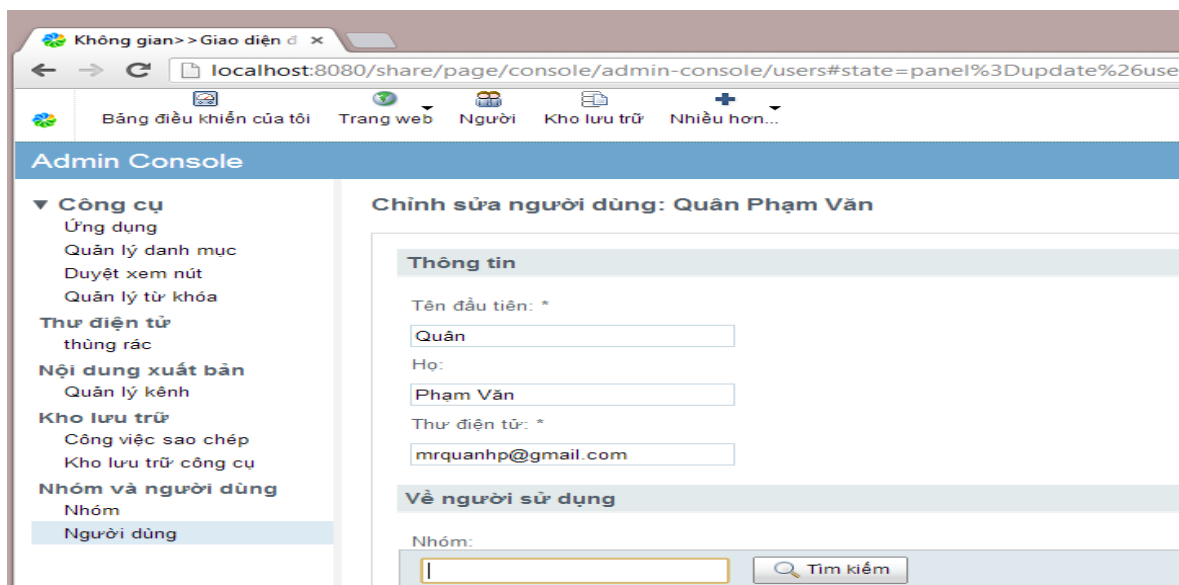 Không gian>>Giao diện đ
localhost:8080/share/page/console/admin-console/users#state=panel%3Dupdate%26use
Bảng điều khiển của tôi Trang web Người Kho lưu trữ Nhiều hơn...
Admin Console
Công cụ
Ứng dụng
Quản lý danh mục
Duyệt xem nút
Quản lý từ khóa
Thư điện tử
thùng rác
Nội dung xuất bản
Quản lý kênh
Kho lưu trữ
Công việc sao chép
Kho lưu trữ công cụ
Nhóm và người dùng
Nhóm
Người dùng
Chỉnh sửa người dùng: Quân Phạm Văn
Thông tin
Tên đầu tiên: *
Quân
Họ:
Phạm Văn
Thư điện tử: *
mrquanhp@gmail.com
Về người sử dụng
Nhóm:
Tìm kiếm